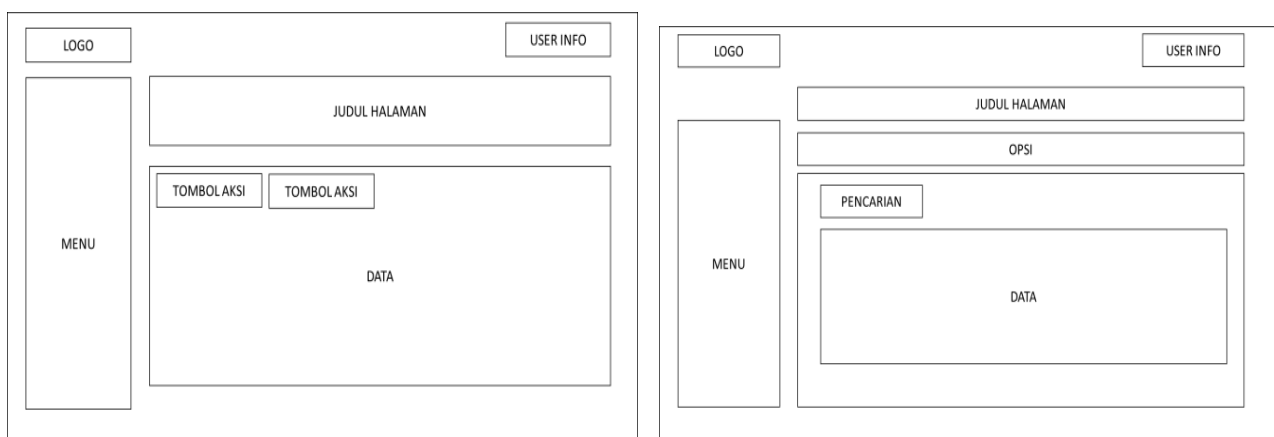 LOGO
USER INFO
JUDUL HALAMAN
TOMBOL AKSI
TOMBOL AKSI
MENU
DATA
LOGO
USER INFO
JUDUL HALAMAN
OPSI
PENCARIAN
MENU
DATA